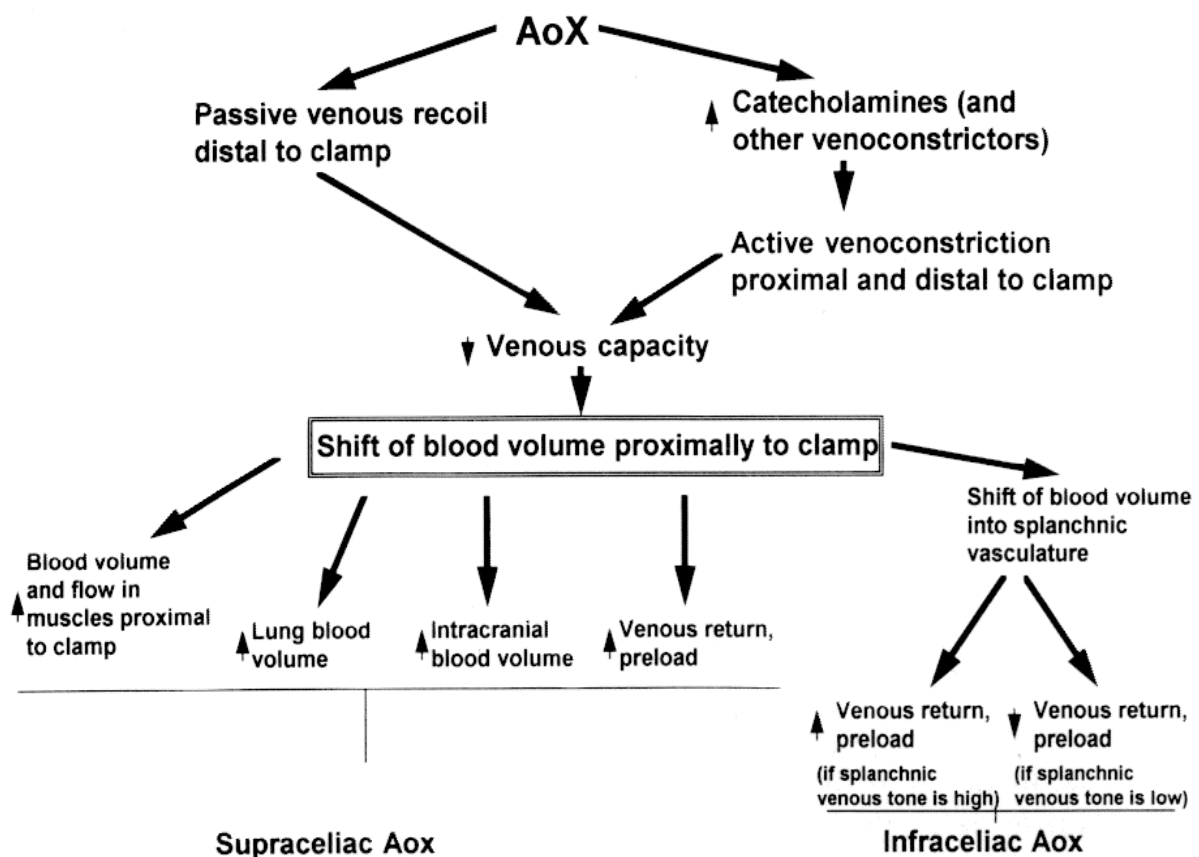 AoX
Passive venous recoil
distal to clamp
Catecholamines (and
other venoconstrictors)
Active venoconstriction
proximal and distal to clamp
Venous capacity
Shift of blood volume proximally to clamp
Blood volume
and flow in
muscles proximal
to clamp
Lung blood
volume
Intracranial
blood volume
Venous return,
preload
Shift of blood volume
into splanchnic
vasculature
Venous return,
preload
(if splanchnic
venous tone is high)
Venous return,
preload
(if splanchnic
venous tone is low)
Supraceliac Aox
Infraceliac Aox